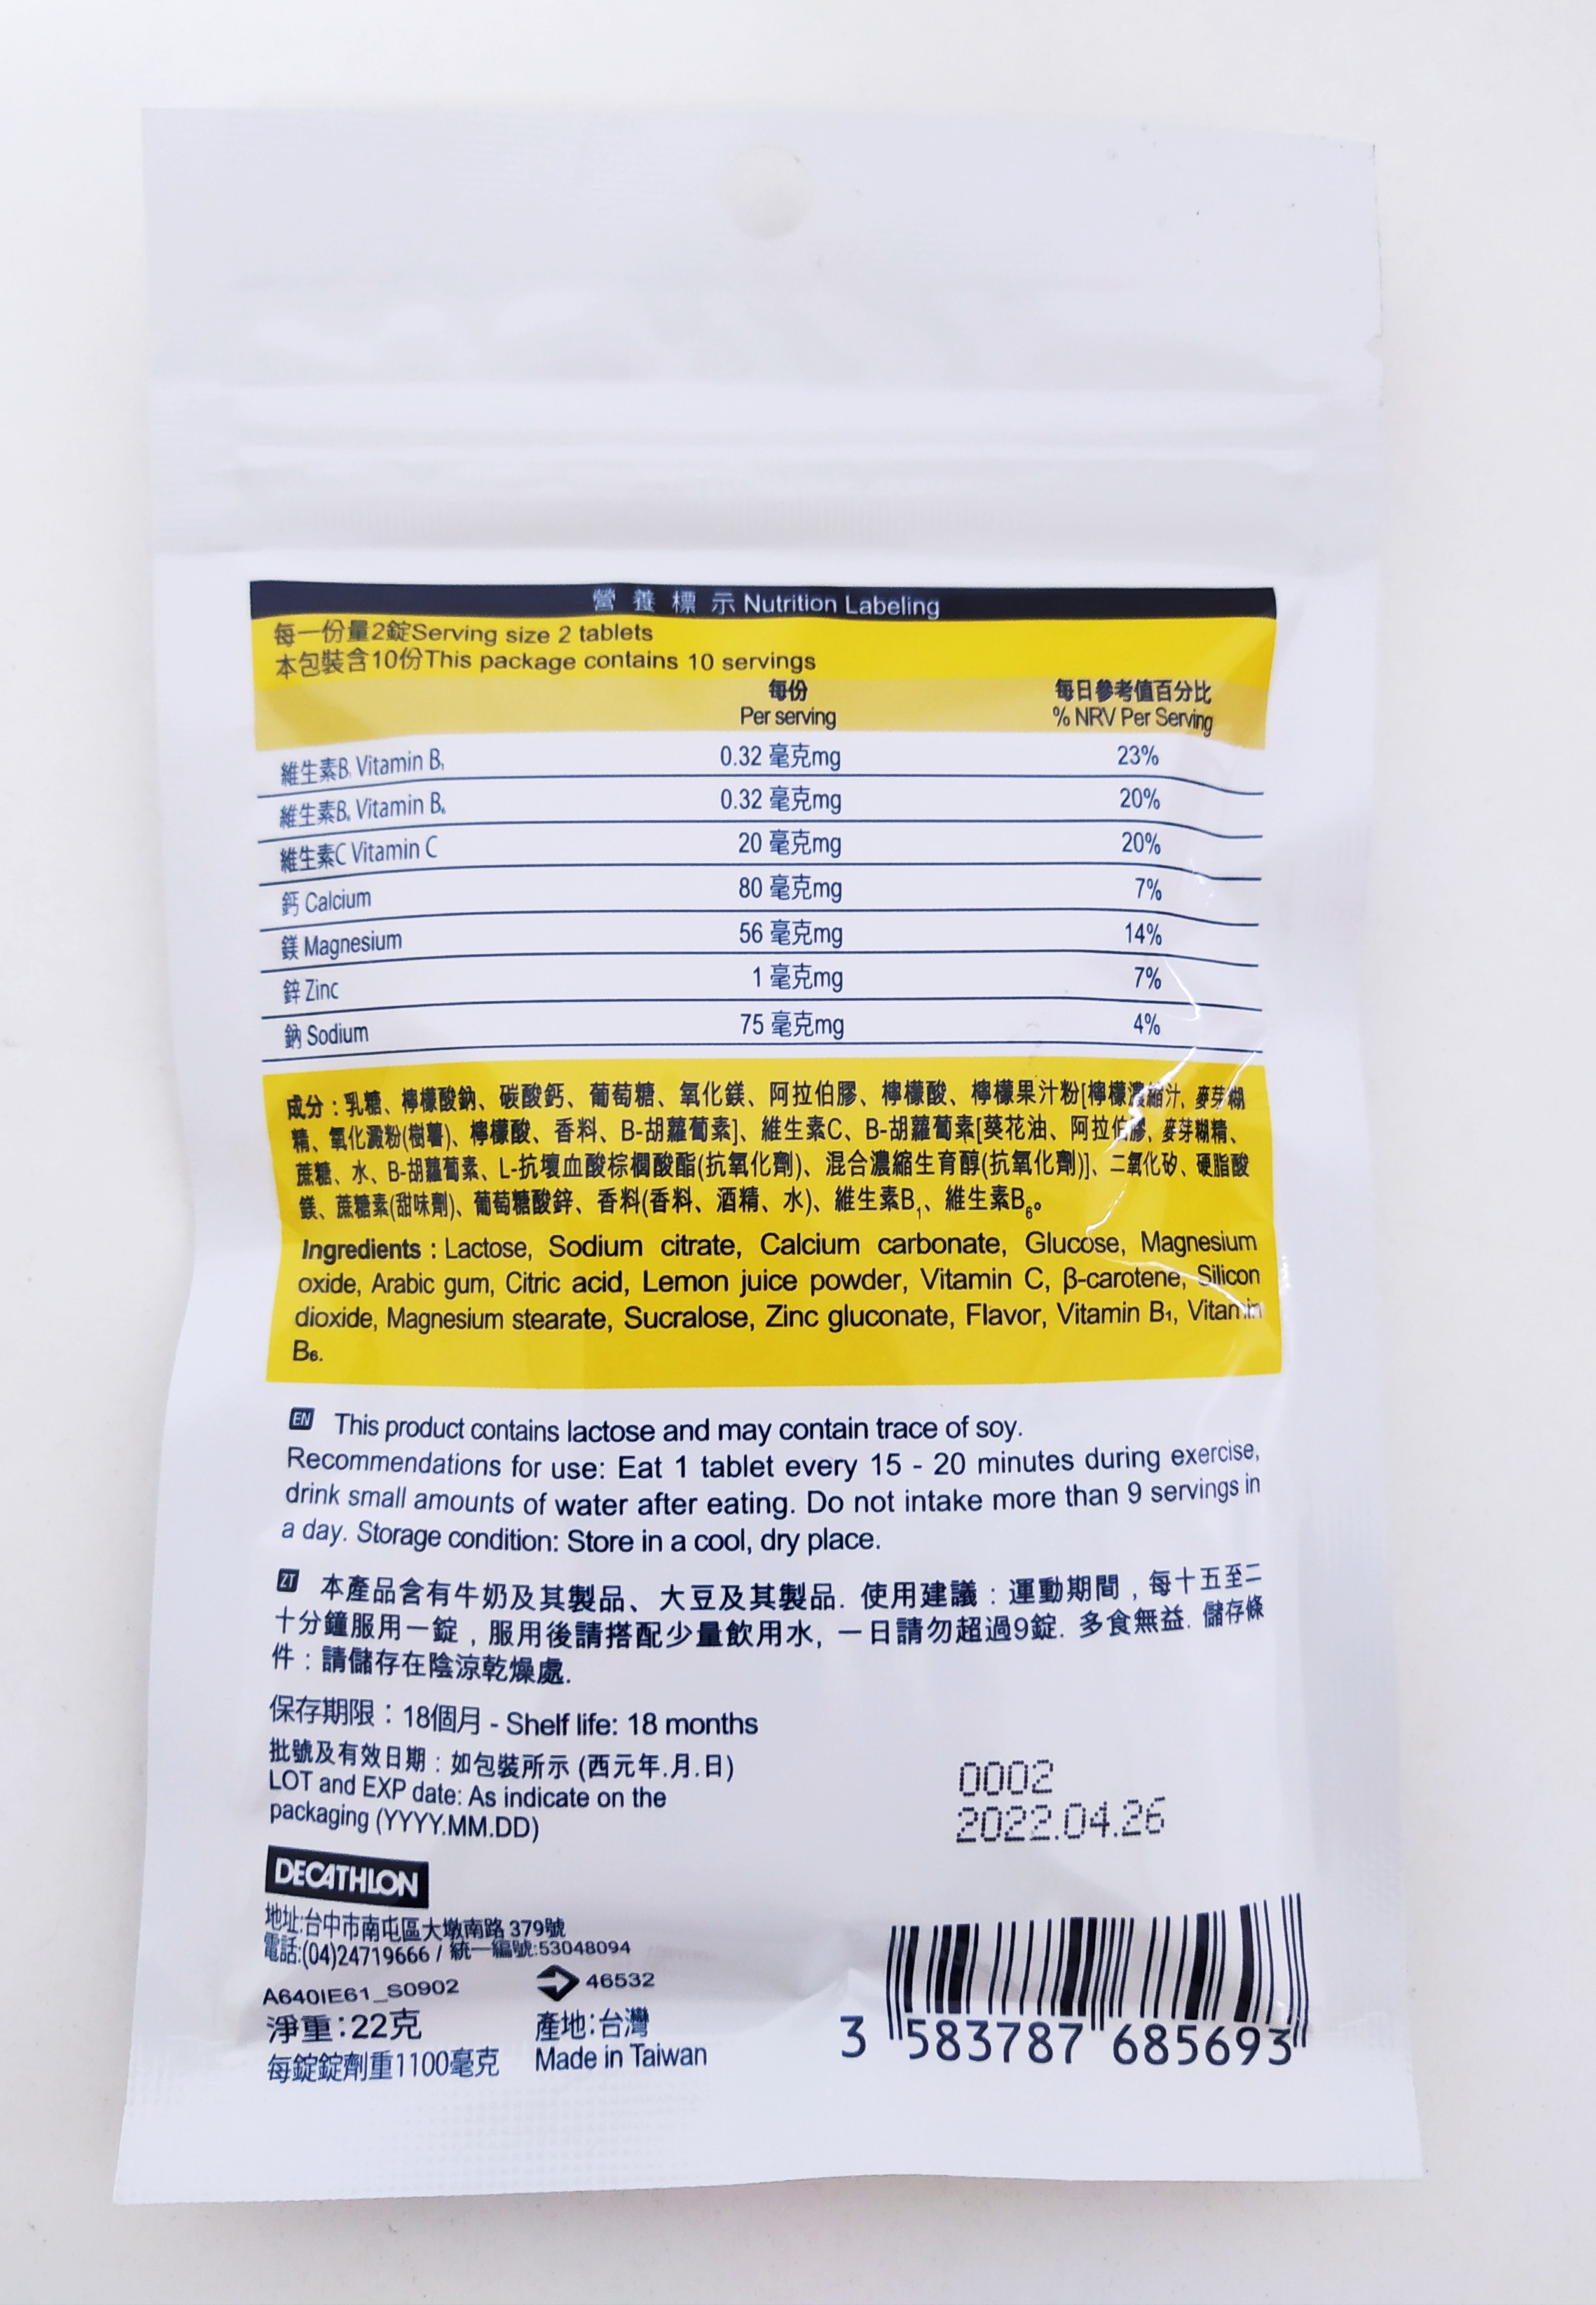 營 養 標 示 Nutrition Labeling
每一份量2錠Serving size 2 tablets
本包裝含10份This package contains 10 servings
每份 每日參考值百分比
Per serving % NRV Per Serving
維生素B₁ Vitamin B₁ 0.32 毫克mg 23%
維生素B₆ Vitamin B₆ 0.32 毫克mg 20%
維生素C Vitamin C 20 毫克mg 20%
鈣 Calcium 80 毫克mg 7%
鎂 Magnesium 56 毫克mg 14%
鋅 Zinc 1 毫克mg 7%
鈉 Sodium 75 毫克mg 4%
成分：乳糖、檸檬酸鈉、碳酸鈣、葡萄糖、氧化鎂、阿拉伯膠、檸檬酸、檸檬果汁粉[檸檬濃縮汁, 麥芽糊
精、氧化澱粉(樹薯)、檸檬酸、香料、B-胡蘿蔔素]、維生素C、B-胡蘿蔔素[葵花油、阿拉伯膠, 麥芽糊精、
蔗糖、水、B-胡蘿蔔素、L-抗壞血酸棕櫚酸酯(抗氧化劑)、混合濃縮生育醇(抗氧化劑)]、二氧化矽、硬脂酸
鎂、蔗糖素(甜味劑)、葡萄糖酸鋅、香料(香料、酒精、水)、維生素B₁、維生素B₆。
Ingredients : Lactose, Sodium citrate, Calcium carbonate, Glucose, Magnesium
oxide, Arabic gum, Citric acid, Lemon juice powder, Vitamin C, β-carotene, Silicon
dioxide, Magnesium stearate, Sucralose, Zinc gluconate, Flavor, Vitamin B₁, Vitamin
B₆.
EN This product contains lactose and may contain trace of soy.
Recommendations for use: Eat 1 tablet every 15 - 20 minutes during exercise,
drink small amounts of water after eating. Do not intake more than 9 servings in
a day. Storage condition: Store in a cool, dry place.
ZT 本產品含有牛奶及其製品、大豆及其製品. 使用建議：運動期間，每十五至二
十分鐘服用一錠，服用後請搭配少量飲用水, 一日請勿超過9錠. 多食無益. 儲存條
件：請儲存在陰涼乾燥處.
保存期限：18個月 - Shelf life: 18 months
批號及有效日期：如包裝所示 (西元年.月.日)
LOT and EXP date: As indicate on the
packaging (YYYY.MM.DD)
0002
2022.04.26
DECATHLON
地址:台中市南屯區大墩南路 379號
電話:(04)24719666 / 統一編號:53048094
A640IE61_S0902 46532
淨重:22克 產地:台灣
每錠錠劑重1100毫克 Made in Taiwan
3 583787 685693